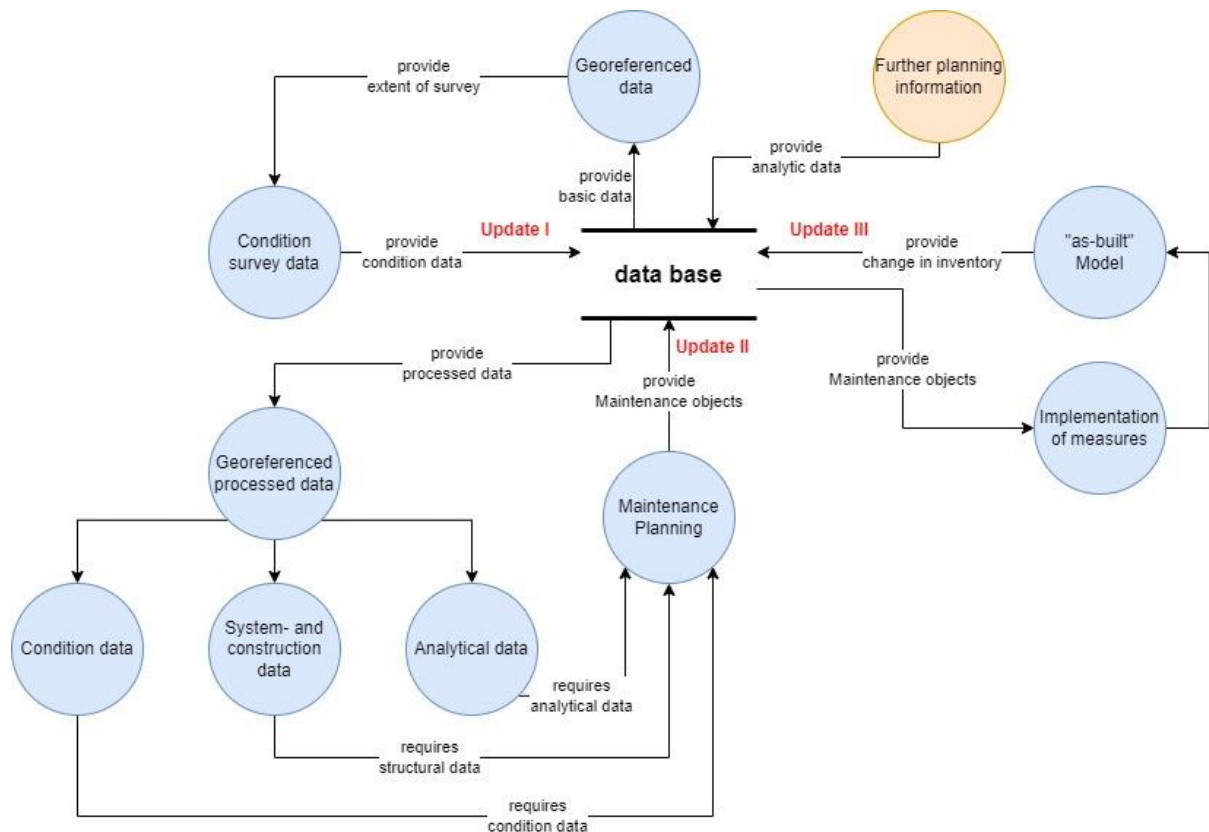 Georeferenced
data
Further planning
information
provide
extent of survey
provide
analytic data
provide
basic data
Condition
survey data
Update I
provide
condition data
data base
Update III
provide
change in inventory
"as-built"
Model
Update II
provide
processed data
provide
Maintenance objects
provide
Maintenance objects
Implementation
of measures
Georeferenced
processed data
Maintenance
Planning
Condition data
System- and
construction
data
Analytical data
requires
analytical data
requires
structural data
requires
condition data